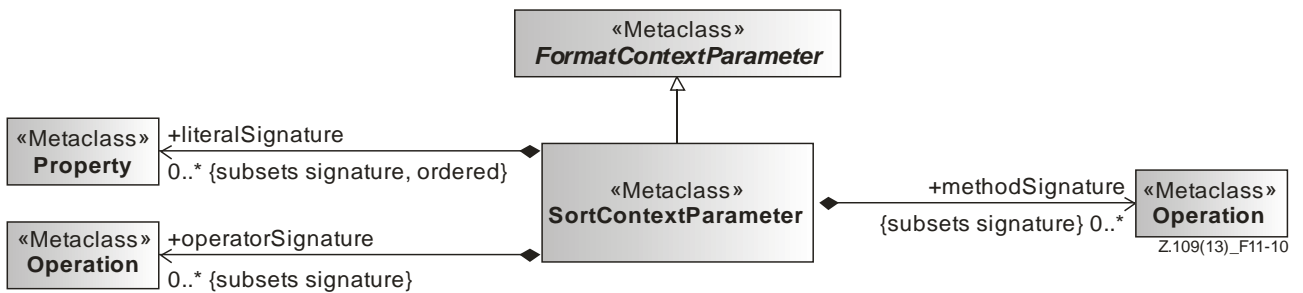 «Metaclass»
FormatContextParameter
«Metaclass»
Property
+literalSignature
0..* {subsets signature, ordered}
«Metaclass»
SortContextParameter
+methodSignature
{subsets signature} 0..*
«Metaclass»
Operation
«Metaclass»
Operation
+operatorSignature
0..* {subsets signature}
Z.109(13)_F11-10